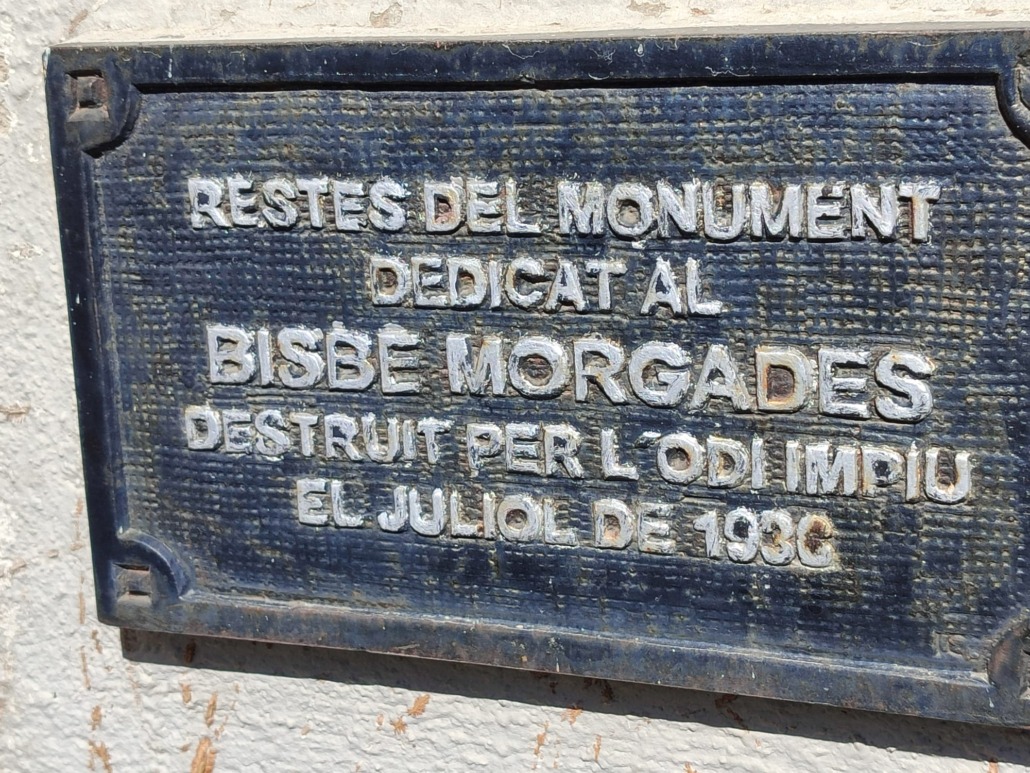 RESTES DEL MONUMENT
DEDICAT AL
BISBE MORGADES
DESTRUIT PER L´ODI IMPIU
EL JULIOL DE 1936